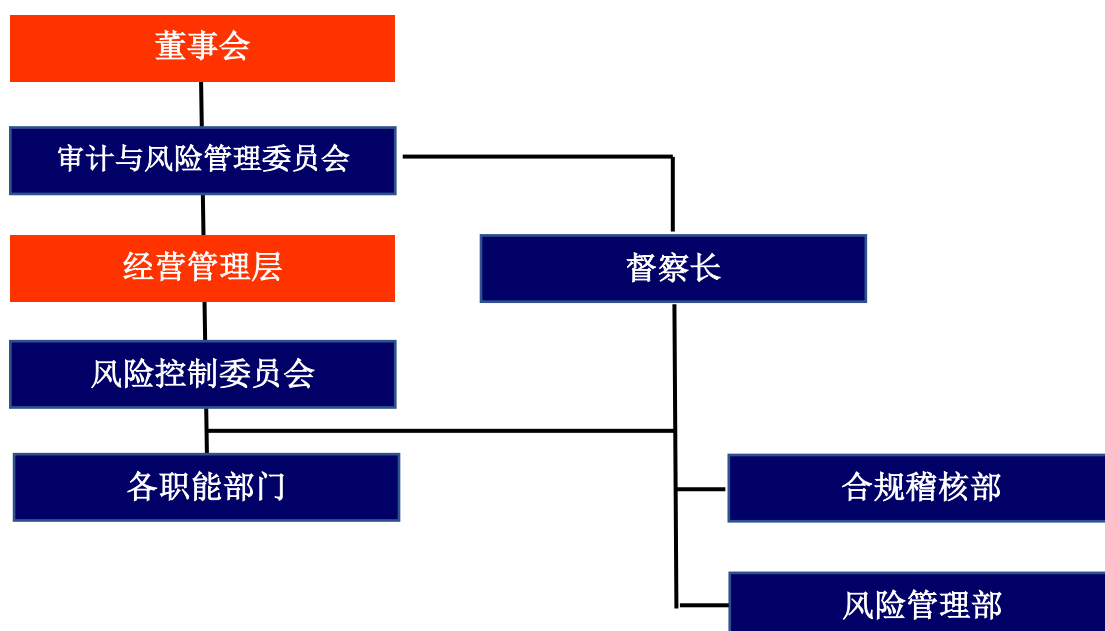 董事会
审计与风险管理委员会
经营管理层
督察长
风险控制委员会
各职能部门
合规稽核部
风险管理部